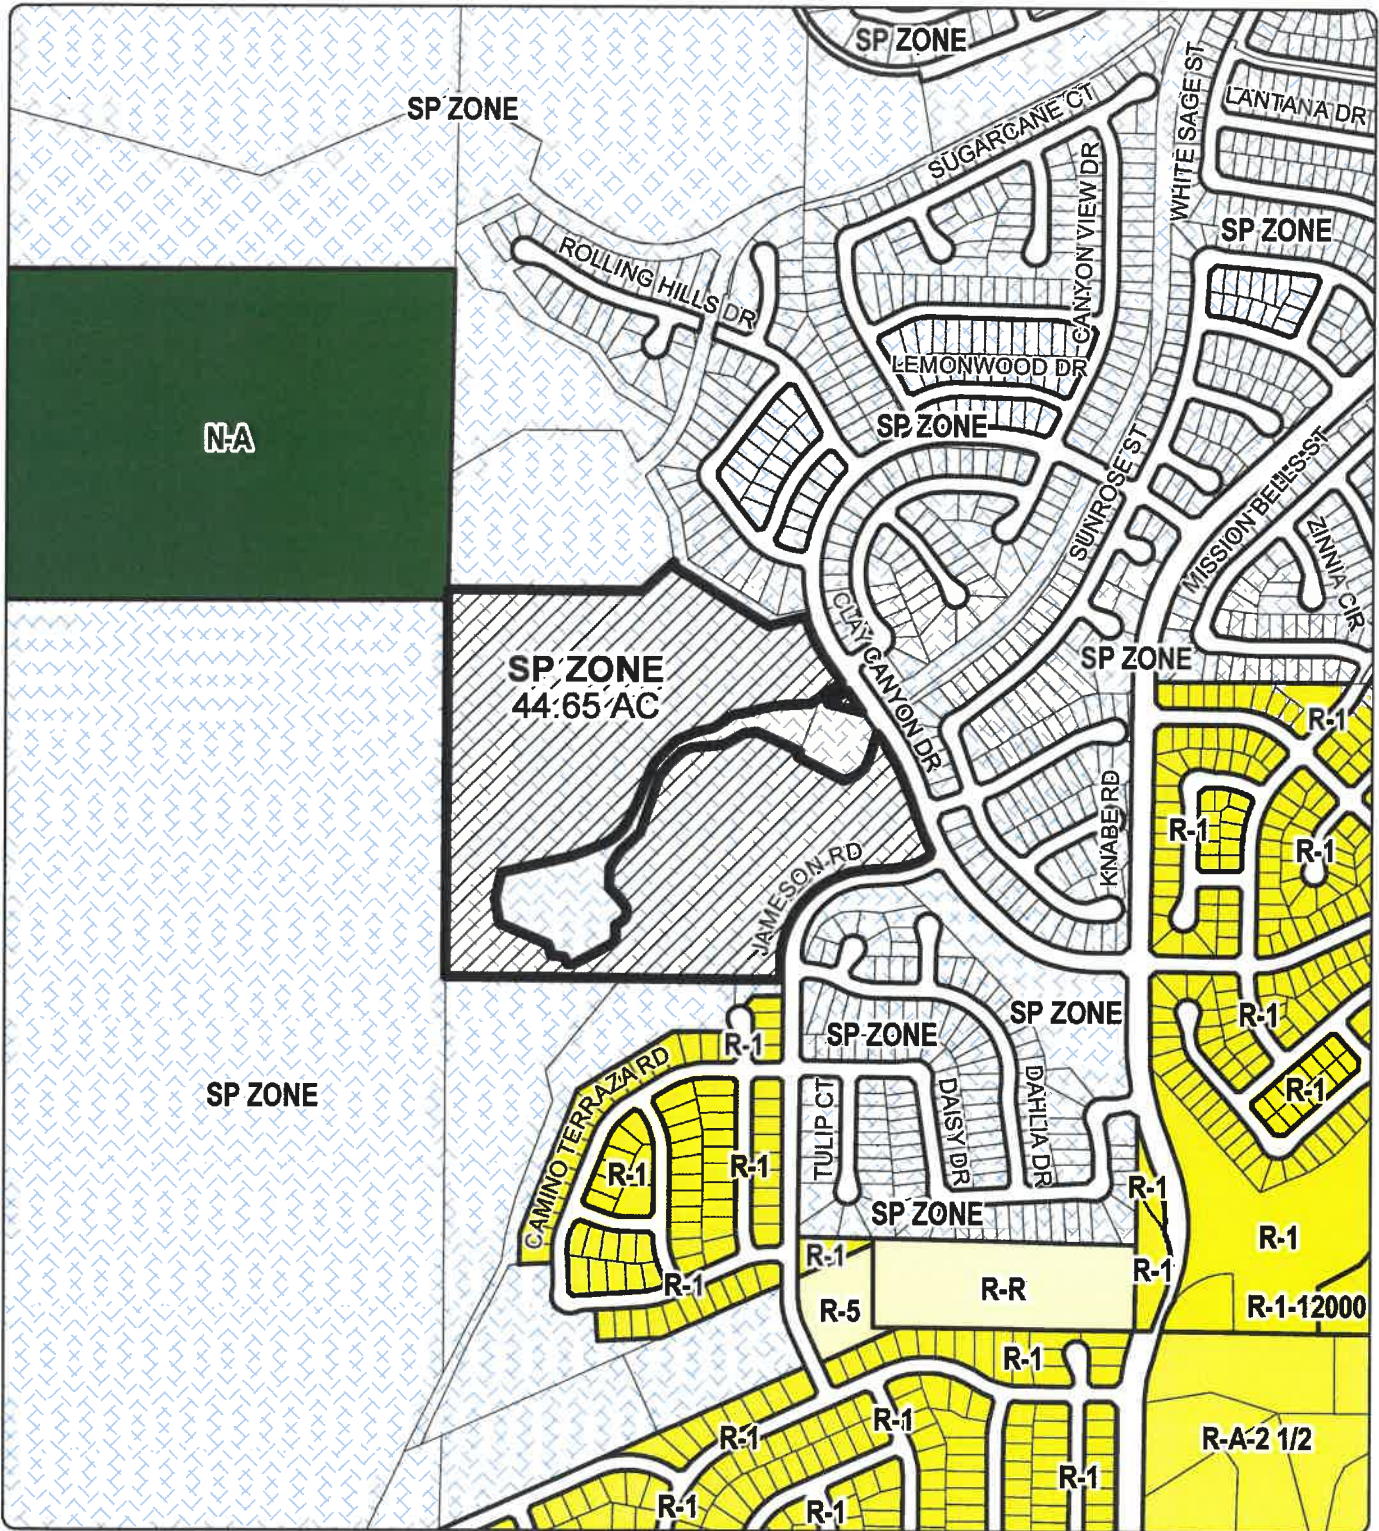 SP ZONE
SP ZONE
WHITE SAGE ST
LANTANA DR
SUGARCANE CT
CANYON VIEW DR
SP ZONE
ROLLING HILLS DR
LEMONWOOD DR
N-A
SP ZONE
SUNROSE ST
MISSION BELLS ST
ZINNIA CIR
CLAY CANYON DR
SP ZONE
SP ZONE
44.65 AC
R-1
KNABE RD
R-1
R-1
JAMESON RD
SP ZONE
R-1
SP ZONE
R-1
CAMINO TERRAZA RD
R-1
SP ZONE
TULIP CT
DAISY DR
DAHLIA DR
R-1
R-1
R-1
SP ZONE
R-1
R-1
R-1
R-1
R-R
R-5
R-1-12000
R-1
R-1
R-1
R-A-2 1/2
R-1
R-1
R-1